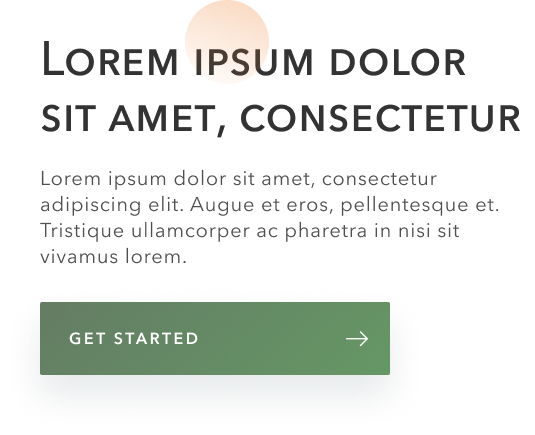 Lorem ipsum dolor
sit amet, consectetur
Lorem ipsum dolor sit amet, consectetur
adipiscing elit. Augue et eros, pellentesque et.
Tristique ullamcorper ac pharetra in nisi sit
vivamus lorem.
GET STARTED